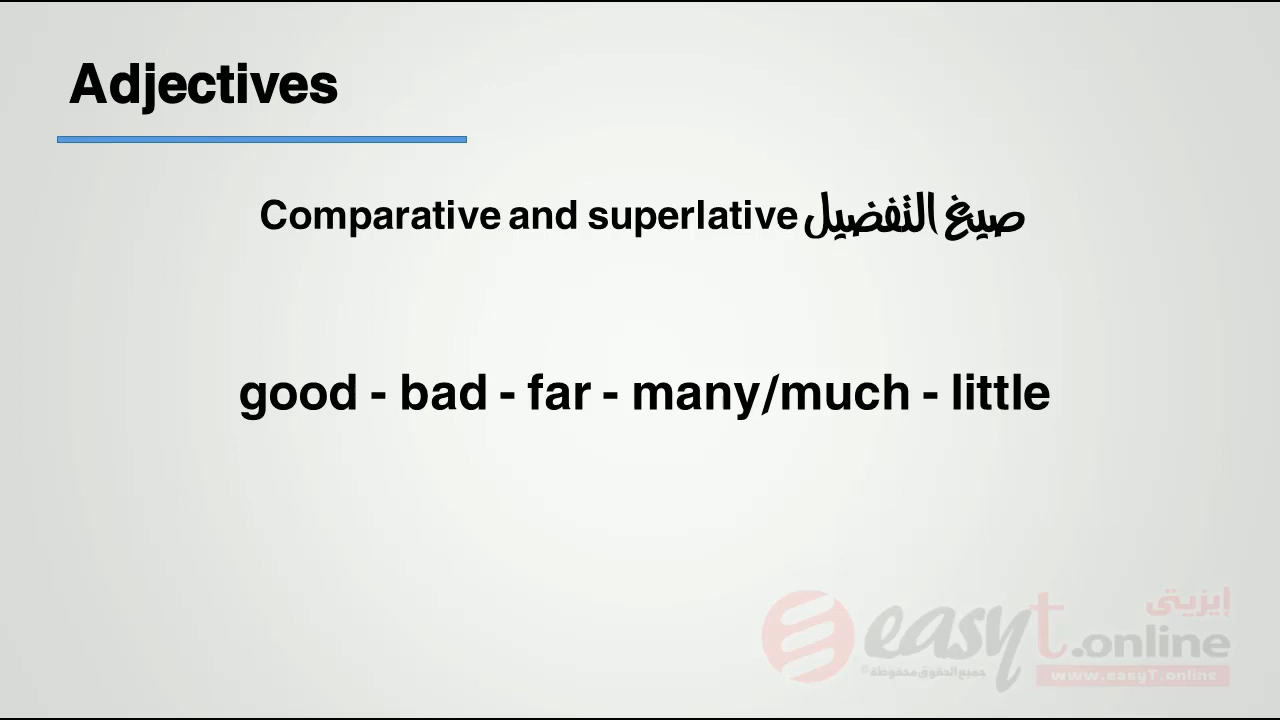 Adjectives
Comparative and superlative صيغ التفضيل
good - bad - far - many/much - little
إيزيتى
easyt.online
جميع الحقوق محفوظة©
www.easyT.online